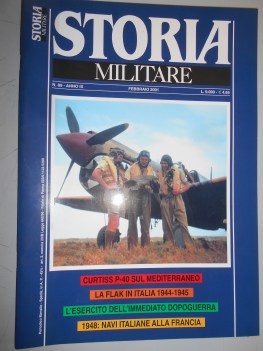 STORIA
MILITARE
STORIA
MILITARE
FEBBRAIO 2001
CURTISS P-40 SUL MEDITERRANEO
LA FLAK IN ITALIA 1944-1945
L'ESERCITO DELL'IMMEDIATO DOPOGUERRA
1948: NAVI ITALIANE ALLA FRANCIA